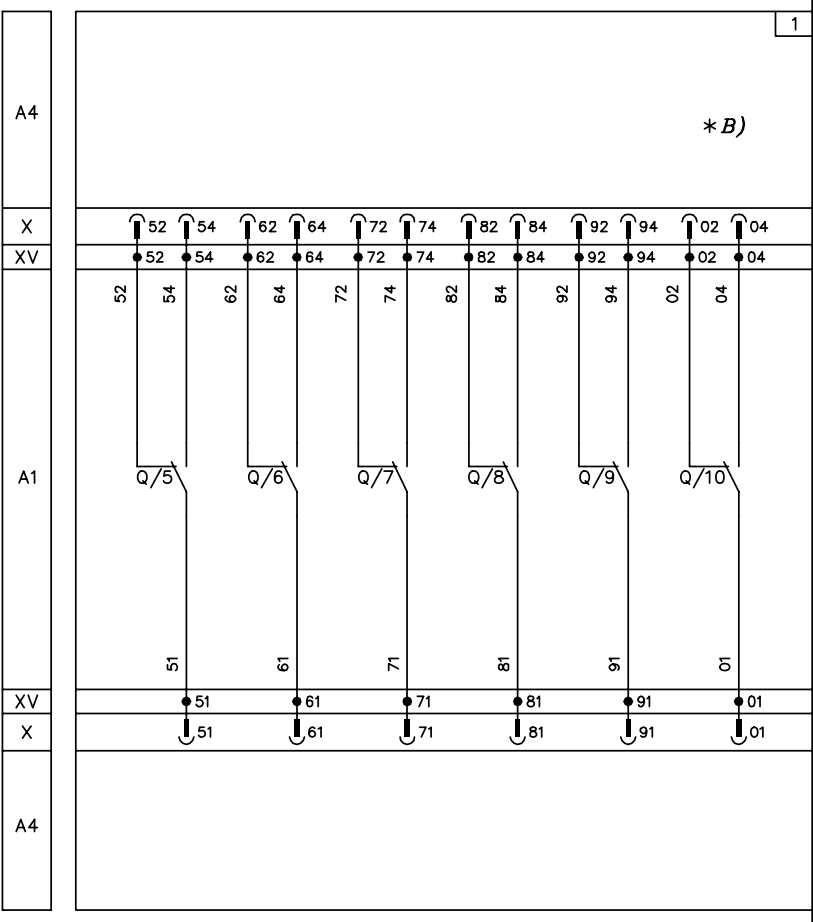 1
A4
* B)
X 52 54 62 64 72 74 82 84 92 94 02 04
XV 52 54 62 64 72 74 82 84 92 94 02 04
52 54 62 64 72 74 82 84 92 94 02 04
A1 Q/5 Q/6 Q/7 Q/8 Q/9 Q/10
51 61 71 81 91 01
XV 51 61 71 81 91 01
X 51 61 71 81 91 01
A4